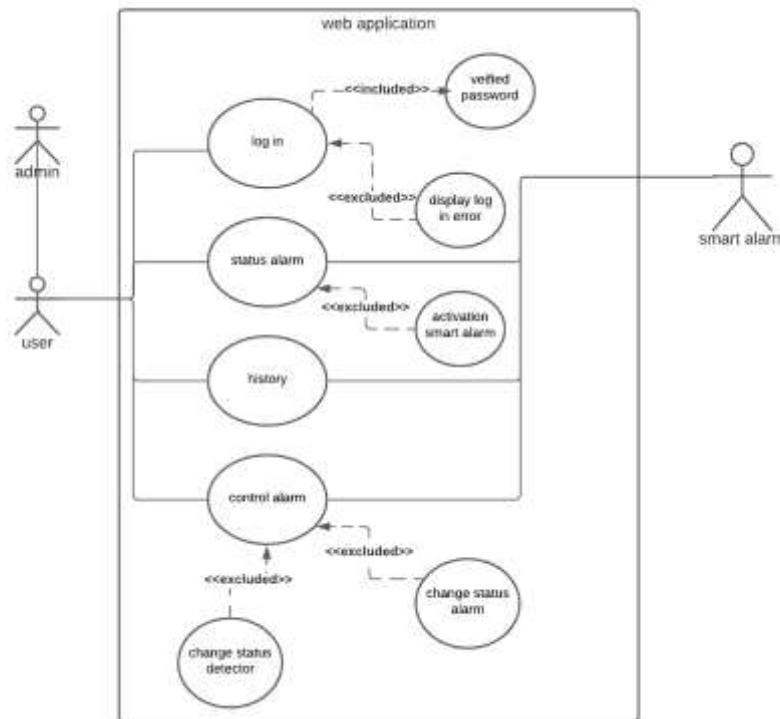 web application
veified
password
<<included>>
log in
admin
<<excluded>>
display log
in error
smart alarm
status alarm
<<excluded>>
activation
smart alarm
user
history
control alarm
<<excluded>>
<<excluded>>
change status
alarm
change status
detector